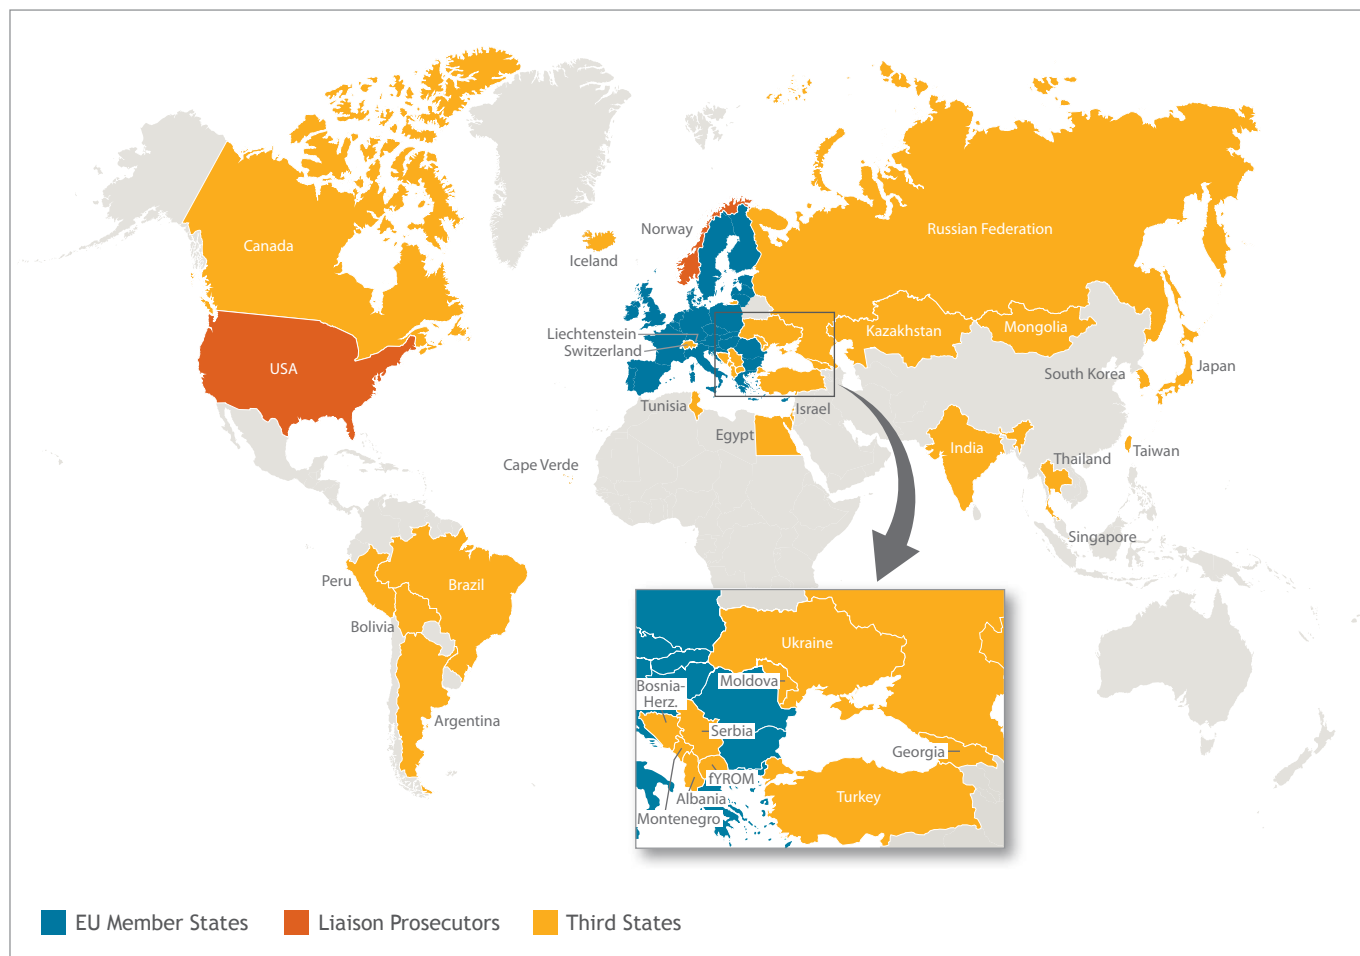 Canada
USA
Norway
Iceland
Liechtenstein
Switzerland
Russian Federation
Kazakhstan
Mongolia
South Korea
Japan
Tunisia
Israel
Egypt
Cape Verde
India
Thailand
Taiwan
Singapore
Peru
Brazil
Bolivia
Argentina
Ukraine
Moldova
Bosnia-
Herz.
Serbia
Georgia
fYROM
Albania
Montenegro
Turkey
EU Member States
Liaison Prosecutors
Third States